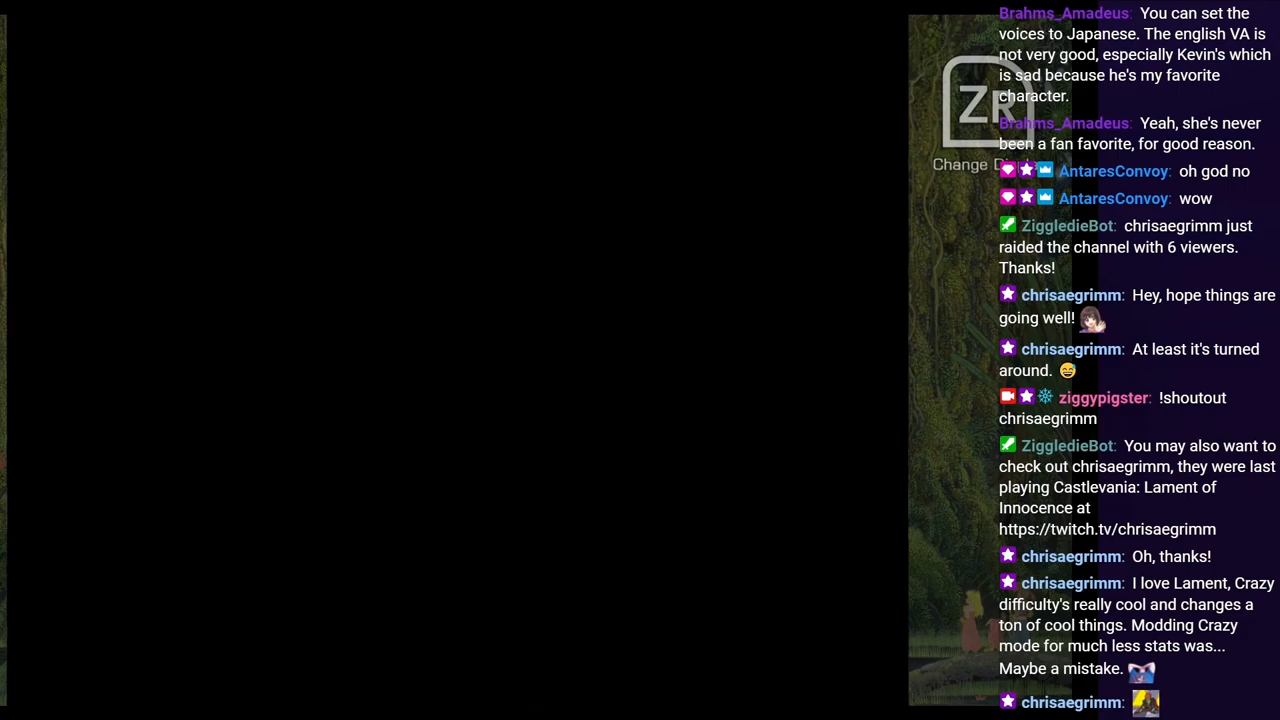 ZR
Change
Brahms_Amadeus: You can set the
voices to Japanese. The english VA is
not very good, especially Kevin's which
is sad because he's my favorite
character.
Brahms_Amadeus: Yeah, she's never
been a fan favorite, for good reason.
AntaresConvoy: oh god no
AntaresConvoy: wow
ZiggledieBot: chrisaegrimm just
raided the channel with 6 viewers.
Thanks!
chrisaegrimm: Hey, hope things are
going well!
chrisaegrimm: At least it's turned
around.
ziggypigster: !shoutout
chrisaegrimm
ZiggledieBot: You may also want to
check out chrisaegrimm, they were last
playing Castlevania: Lament of
Innocence at
https://twitch.tv/chrisaegrimm
chrisaegrimm: Oh, thanks!
chrisaegrimm: I love Lament, Crazy
difficulty's really cool and changes a
ton of cool things. Modding Crazy
mode for much less stats was...
Maybe a mistake.
chrisaegrimm: